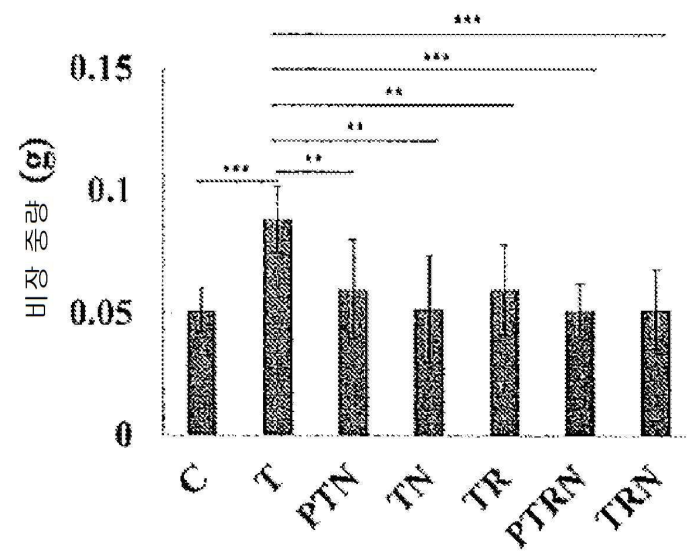 ***
***
**
**
**
***
0.15
0.1
0.05
0
비장 중량 (g)
C
T
PTN
TN
TR
PTRN
TRN